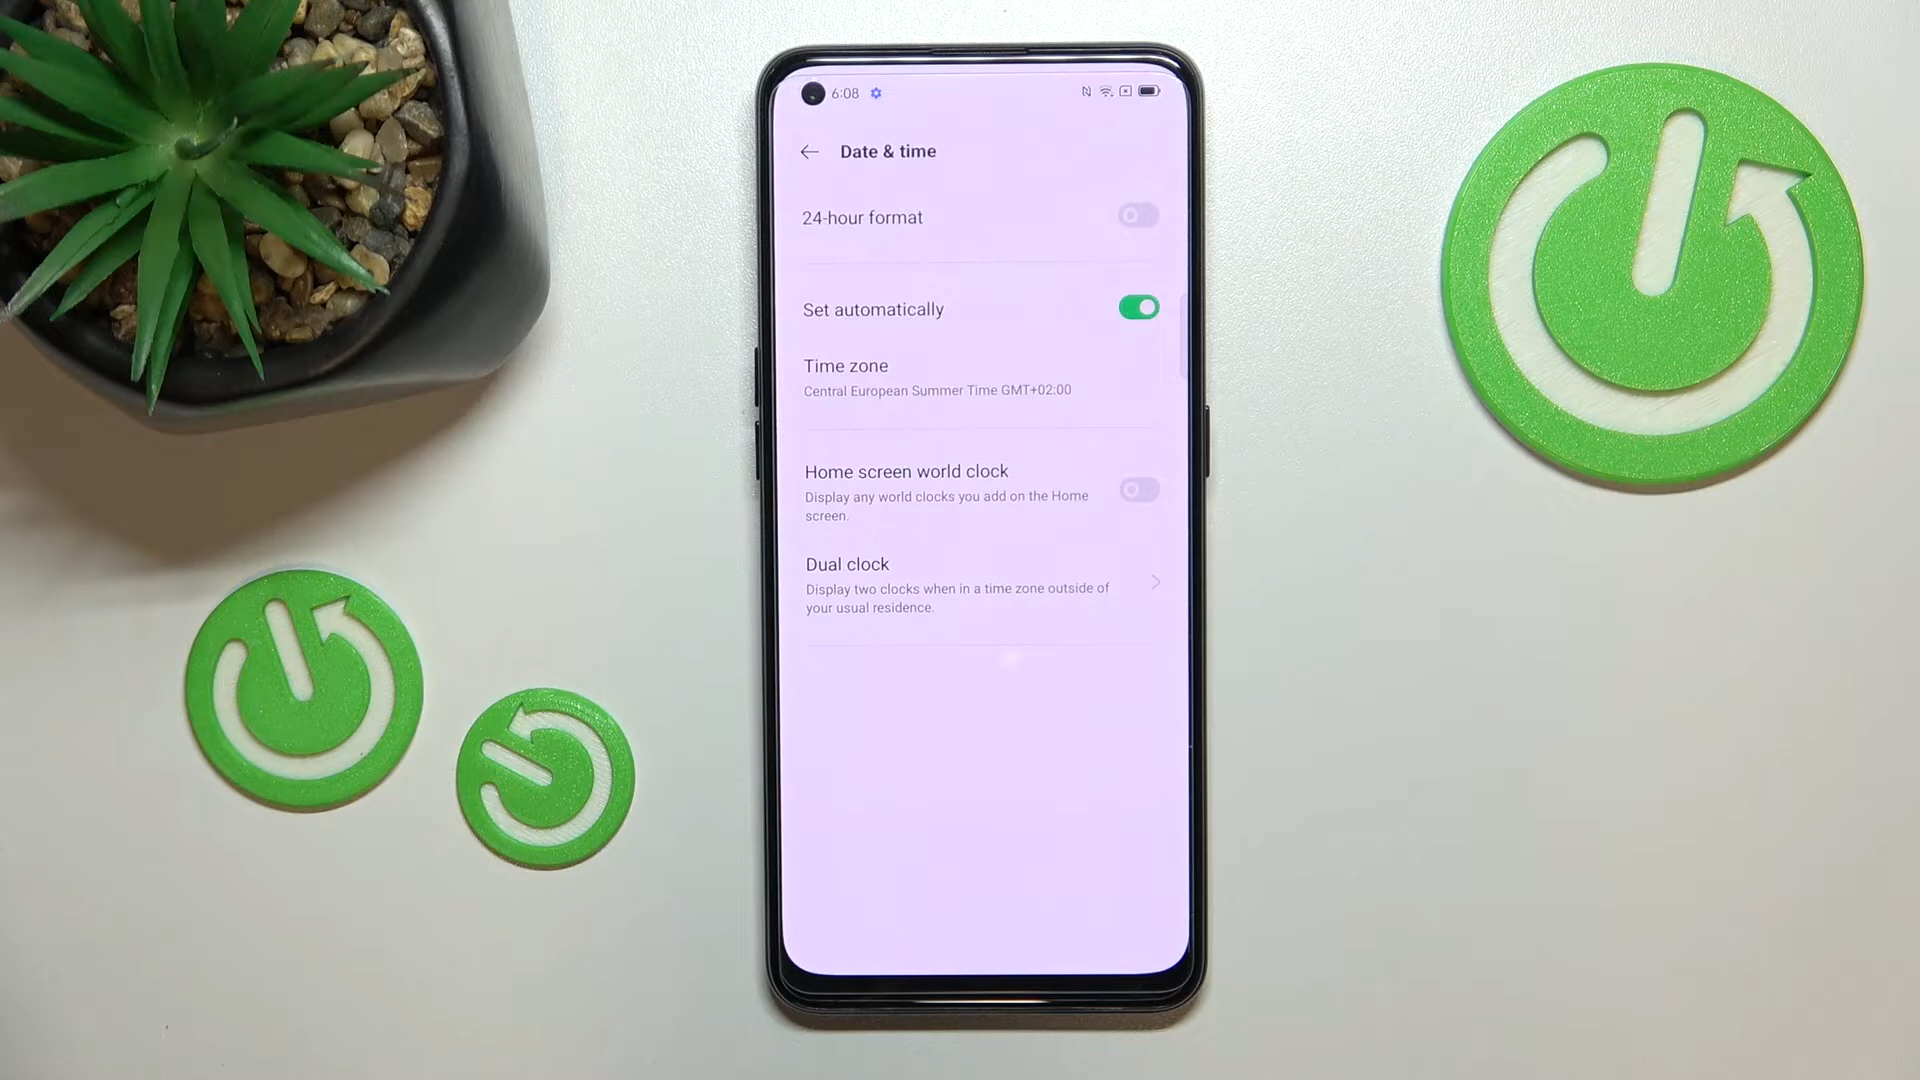 6:08
Date & time
24-hour format
Set automatically
Time zone
Central European Summer Time GMT+02:00
Home screen world clock
Display any world clocks you add on the Home
screen.
Dual clock
Display two clocks when in a time zone outside of
your usual residence.